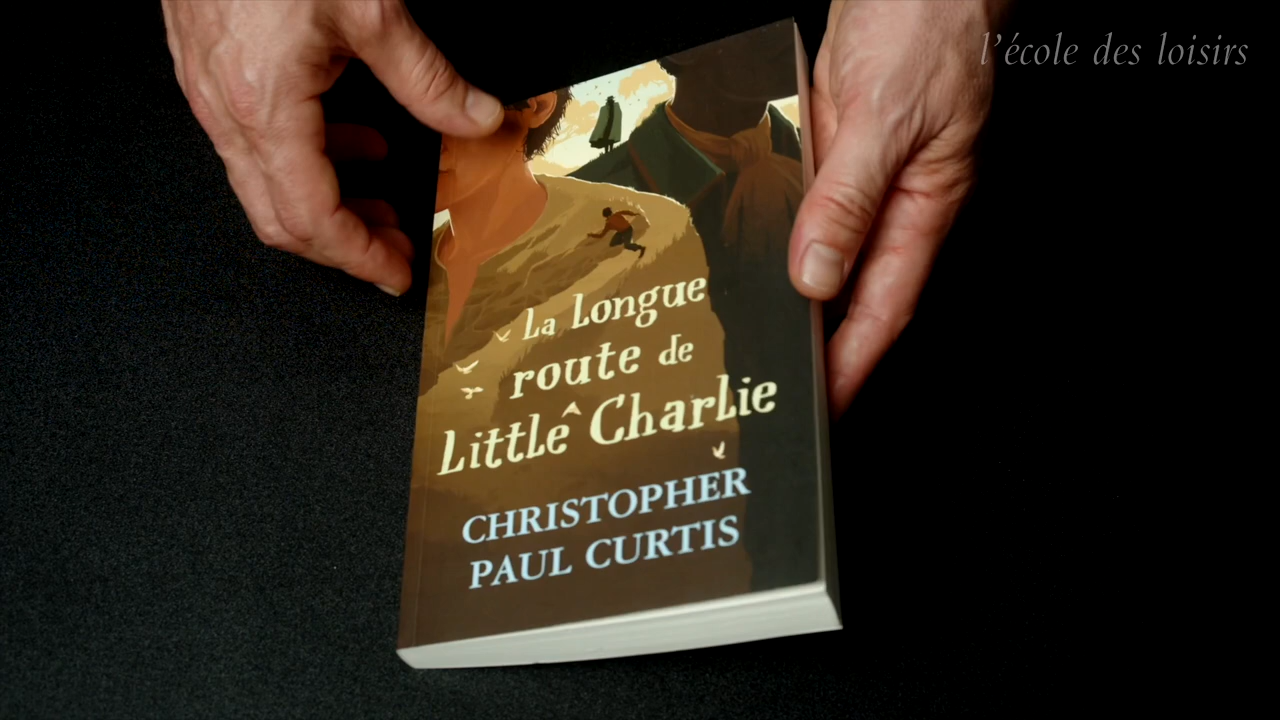 l'école des loisirs
La Longue
route de
Little Charlie
CHRISTOPHER
PAUL CURTIS